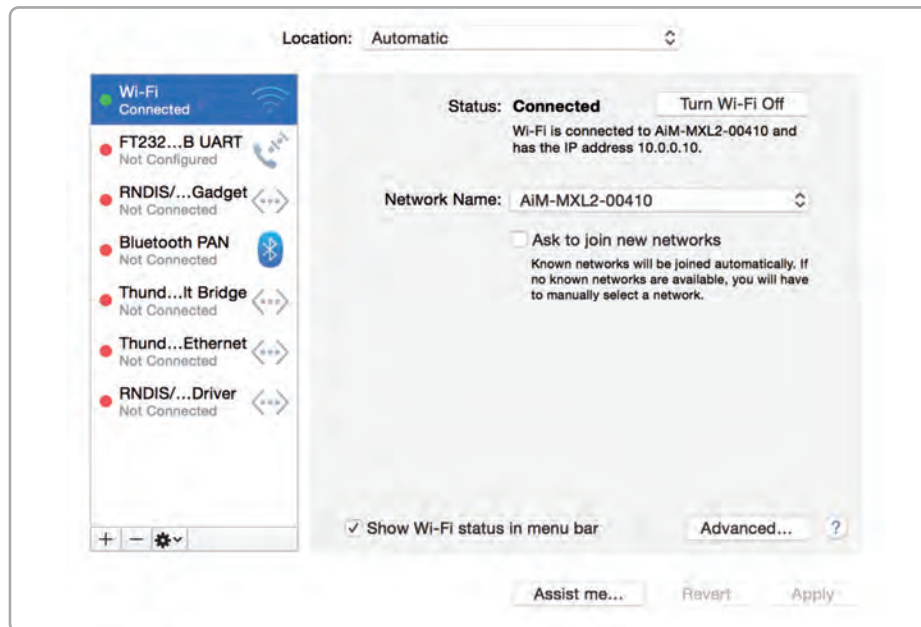 Location: Automatic
Wi-Fi
Connected
FT232...B UART
Not Configured
RNDIS/...Gadget
Not Connected
Bluetooth PAN
Not Connected
Thund...lt Bridge
Not Connected
Thund...Ethernet
Not Connected
RNDIS/...Driver
Not Connected
Status: Connected
Turn Wi-Fi Off
Wi-Fi is connected to AiM-MXL2-00410 and
has the IP address 10.0.0.10.
Network Name: AiM-MXL2-00410
Ask to join new networks
Known networks will be joined automatically. If
no known networks are available, you will have
to manually select a network.
Show Wi-Fi status in menu bar
Advanced...
?
Assist me...
Revert
Apply